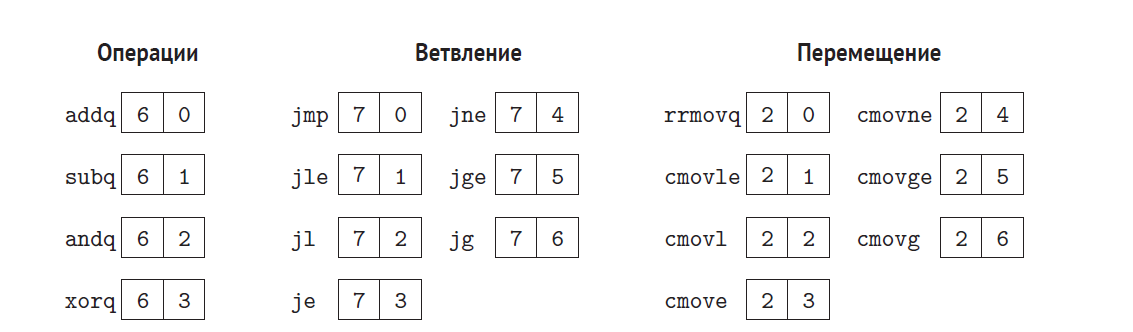 Операции Ветвление Перемещение
addq 6 0 jmp 7 0 jne 7 4 rrmovq 2 0 cmovne 2 4
subq 6 1 jle 7 1 jge 7 5 cmovle 2 1 cmovge 2 5
andq 6 2 jl 7 2 jg 7 6 cmovl 2 2 cmovg 2 6
xorq 6 3 je 7 3 cmove 2 3